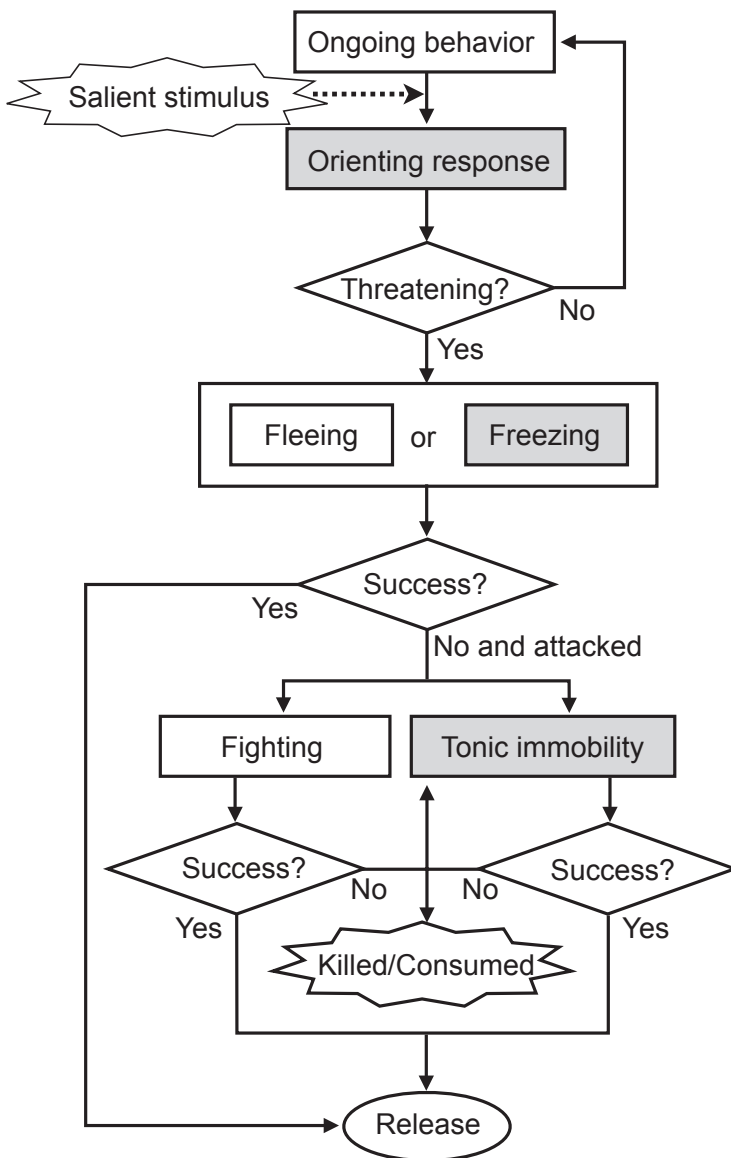 Ongoing behavior
Salient stimulus
Orienting response
Threatening?
No
Yes
Fleeing or Freezing
Success?
Yes
No and attacked
Fighting Tonic immobility
Success? Success?
No No
Yes Yes
Killed/Consumed
Release